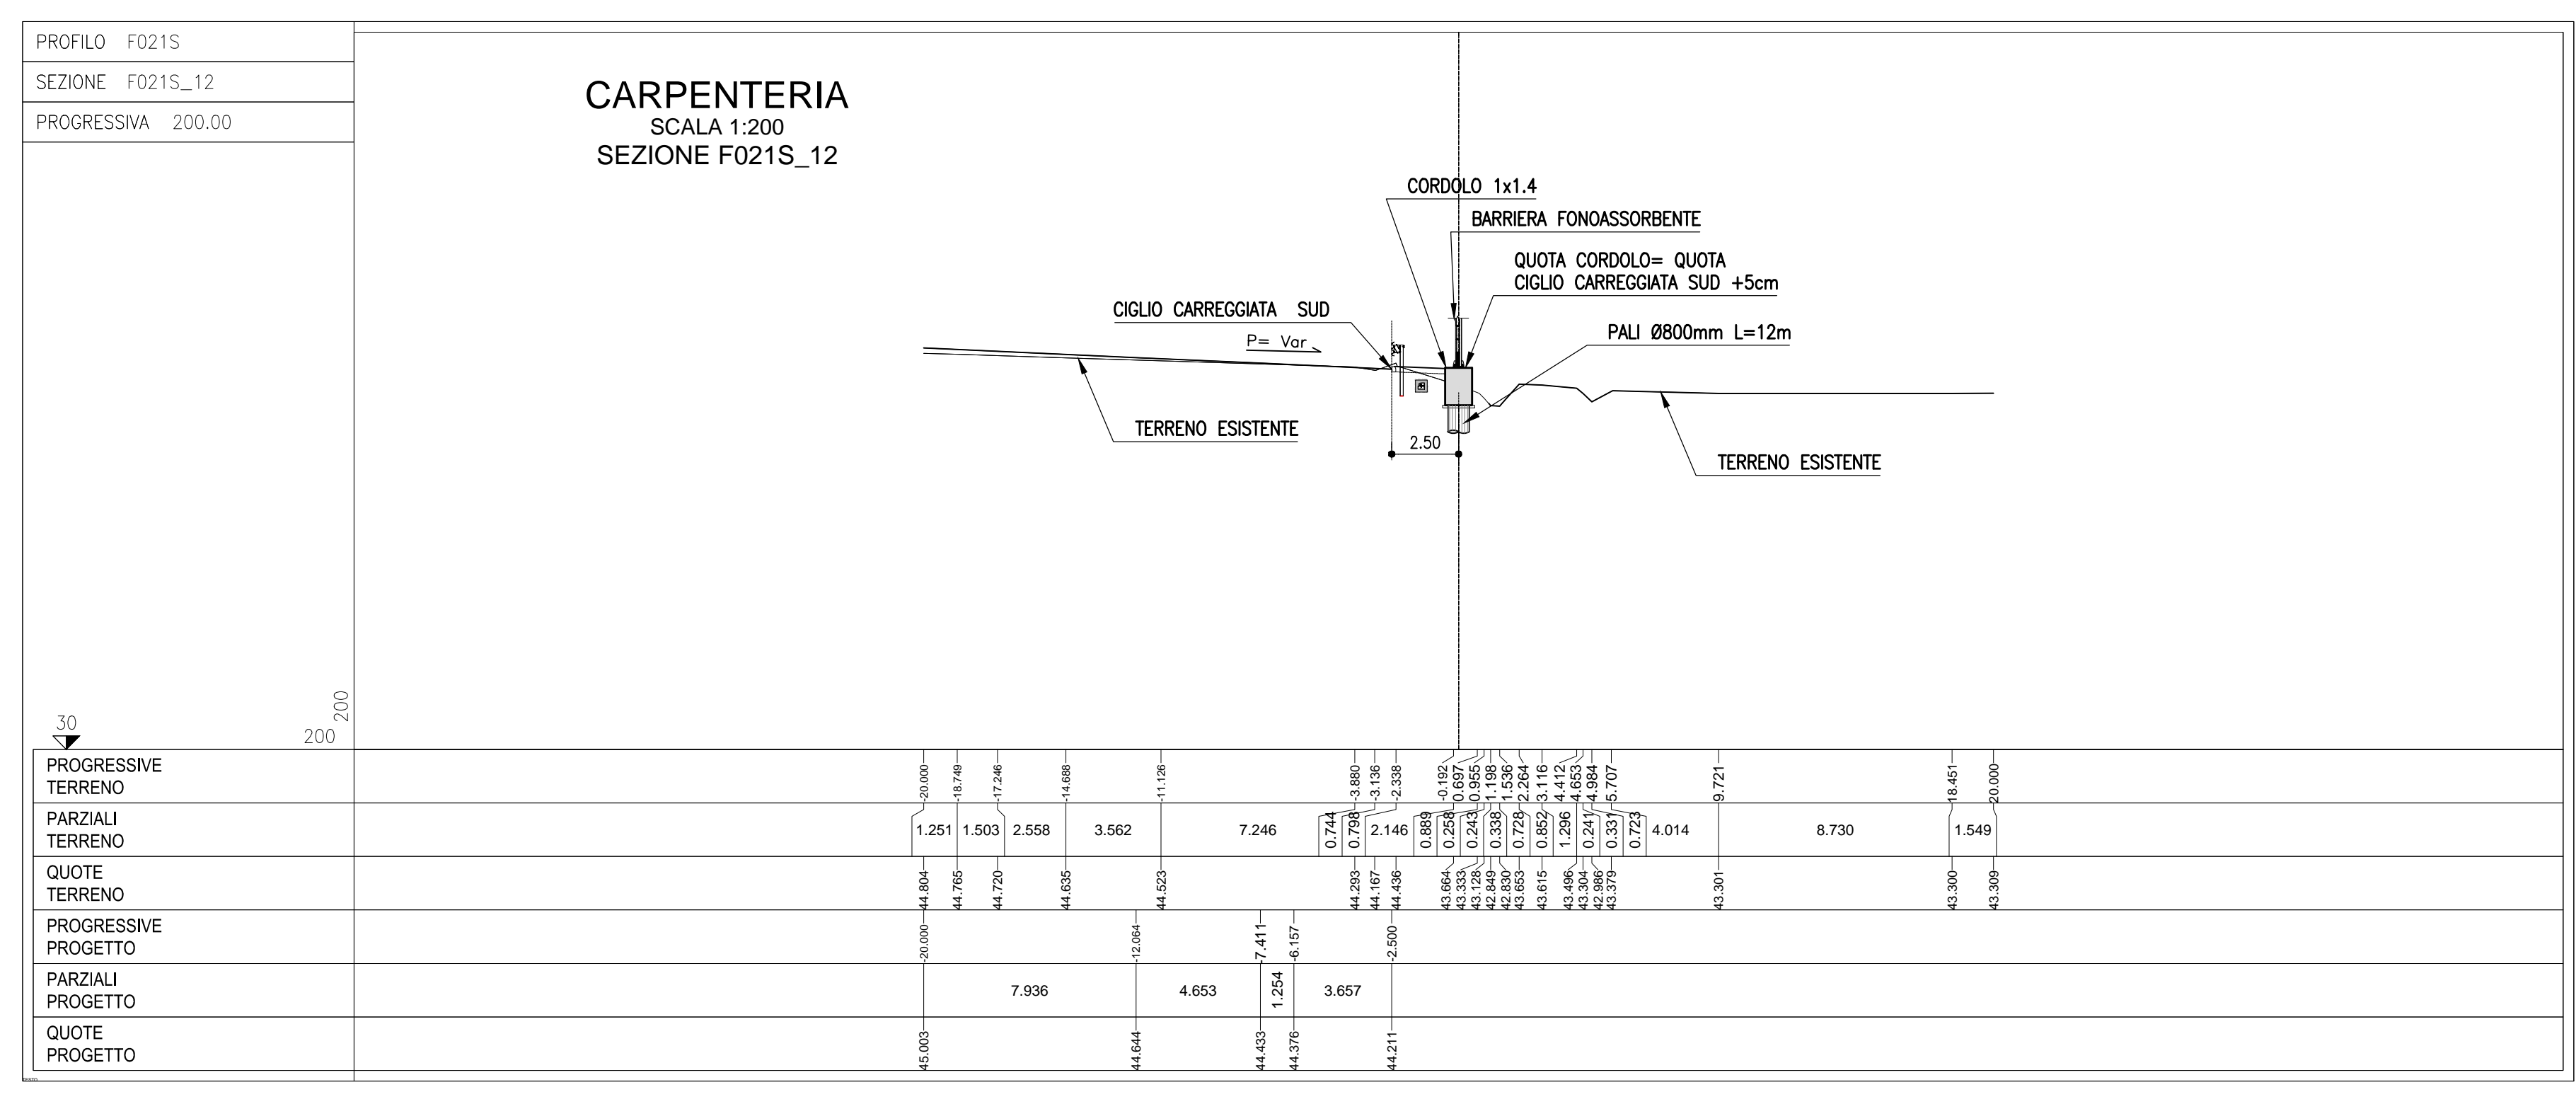 PROFILO F021S
SEZIONE F021S_12
PROGRESSIVA 200.00
CARPENTERIA
SCALA 1:200
SEZIONE F021S_12
CORDOLO 1x1.4
BARRIERA FONOASSORBENTE
QUOTA CORDOLO= QUOTA
CIGLIO CARREGGIATA SUD +5cm
CIGLIO CARREGGIATA SUD
P= Var
PALI Ø800mm L=12m
TERRENO ESISTENTE
2.50
TERRENO ESISTENTE
30
200
200
PROGRESSIVE
TERRENO
-20.000 -18.749 -17.246 -14.688 -11.126 -3.880 -3.136 -2.338 -0.192 0.697 0.955 1.198 1.536 2.264 3.116 4.412 4.653 4.984 5.707 9.721 18.451 20.000
PARZIALI
TERRENO
1.251 1.503 2.558 3.562 7.246 0.744 0.798 2.146 0.889 0.258 0.243 0.338 0.728 0.852 1.296 0.241 0.331 0.723 4.014 8.730 1.549
QUOTE
TERRENO
44.804 44.765 44.720 44.635 44.523 44.293 44.167 44.436 43.664 43.333 43.128 42.849 42.830 43.653 43.615 43.496 43.304 42.986 43.379 43.301 43.300 43.309
PROGRESSIVE
PROGETTO
-20.000 -12.064 -7.411 -6.157 -2.500
PARZIALI
PROGETTO
7.936 4.653 1.254 3.657
QUOTE
PROGETTO
45.003 44.644 44.433 44.376 44.211